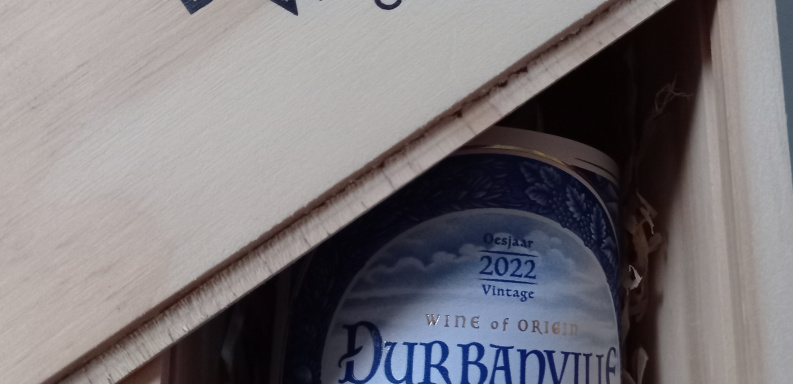 Oesjaar
2022
Vintage
WINE of ORIGIN
DURBANVILLE